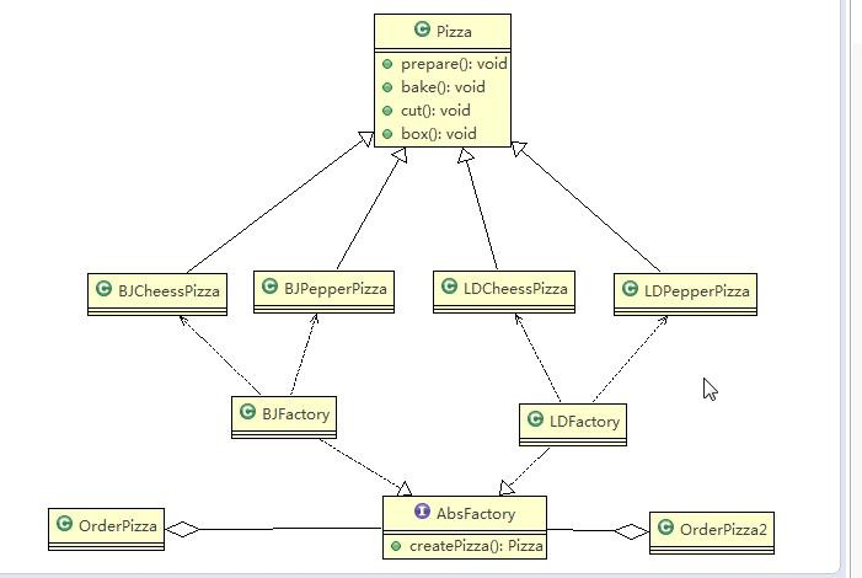 Pizza
prepare(): void
bake(): void
cut(): void
box(): void
BJCheessPizza
BJPepperPizza
LDCheessPizza
LDPepperPizza
BJFactory
LDFactory
OrderPizza
AbsFactory
createPizza(): Pizza
OrderPizza2